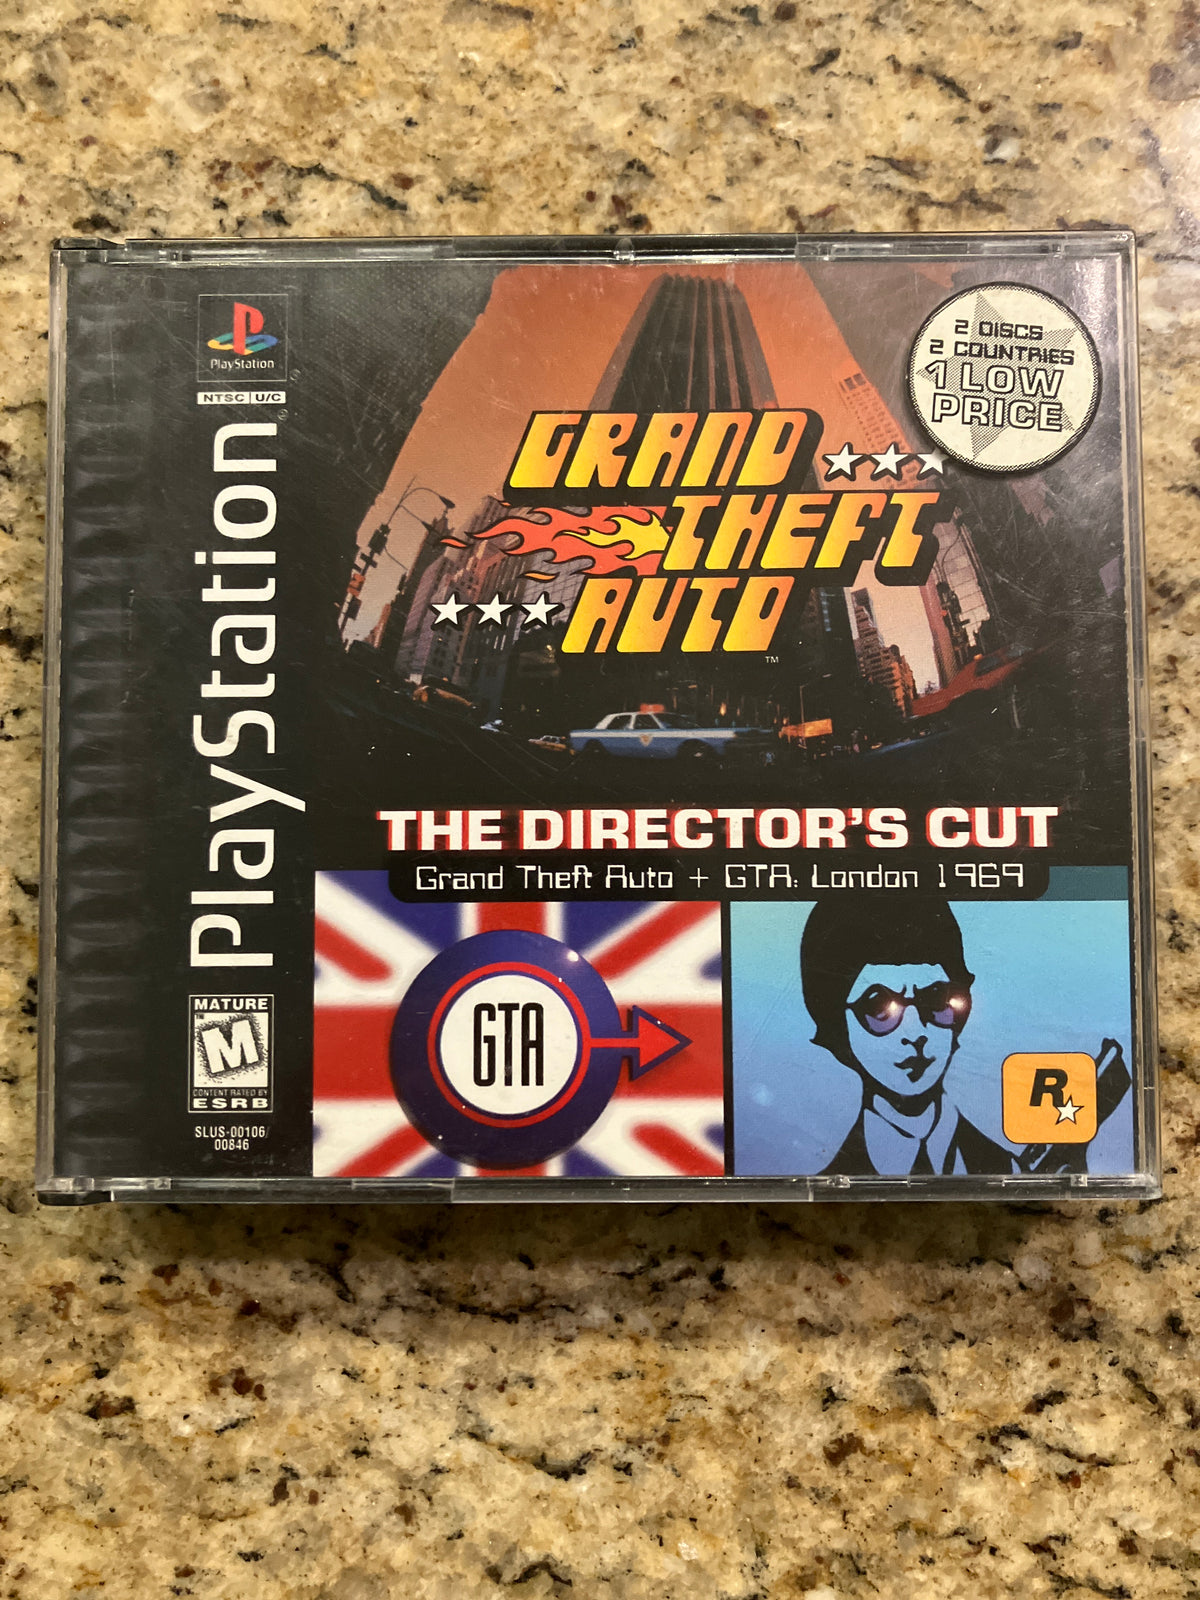 PlayStation
NTSC U/C
PlayStation
MATURE
M
CONTENT RATED BY
ESRB
SLUS-00106/
00846
2 DISCS
2 COUNTRIES
1 LOW
PRICE
GRAND
THEFT
AUTO
TM
THE DIRECTOR'S CUT
Grand Theft Auto + GTA: London 1969
GTA
R